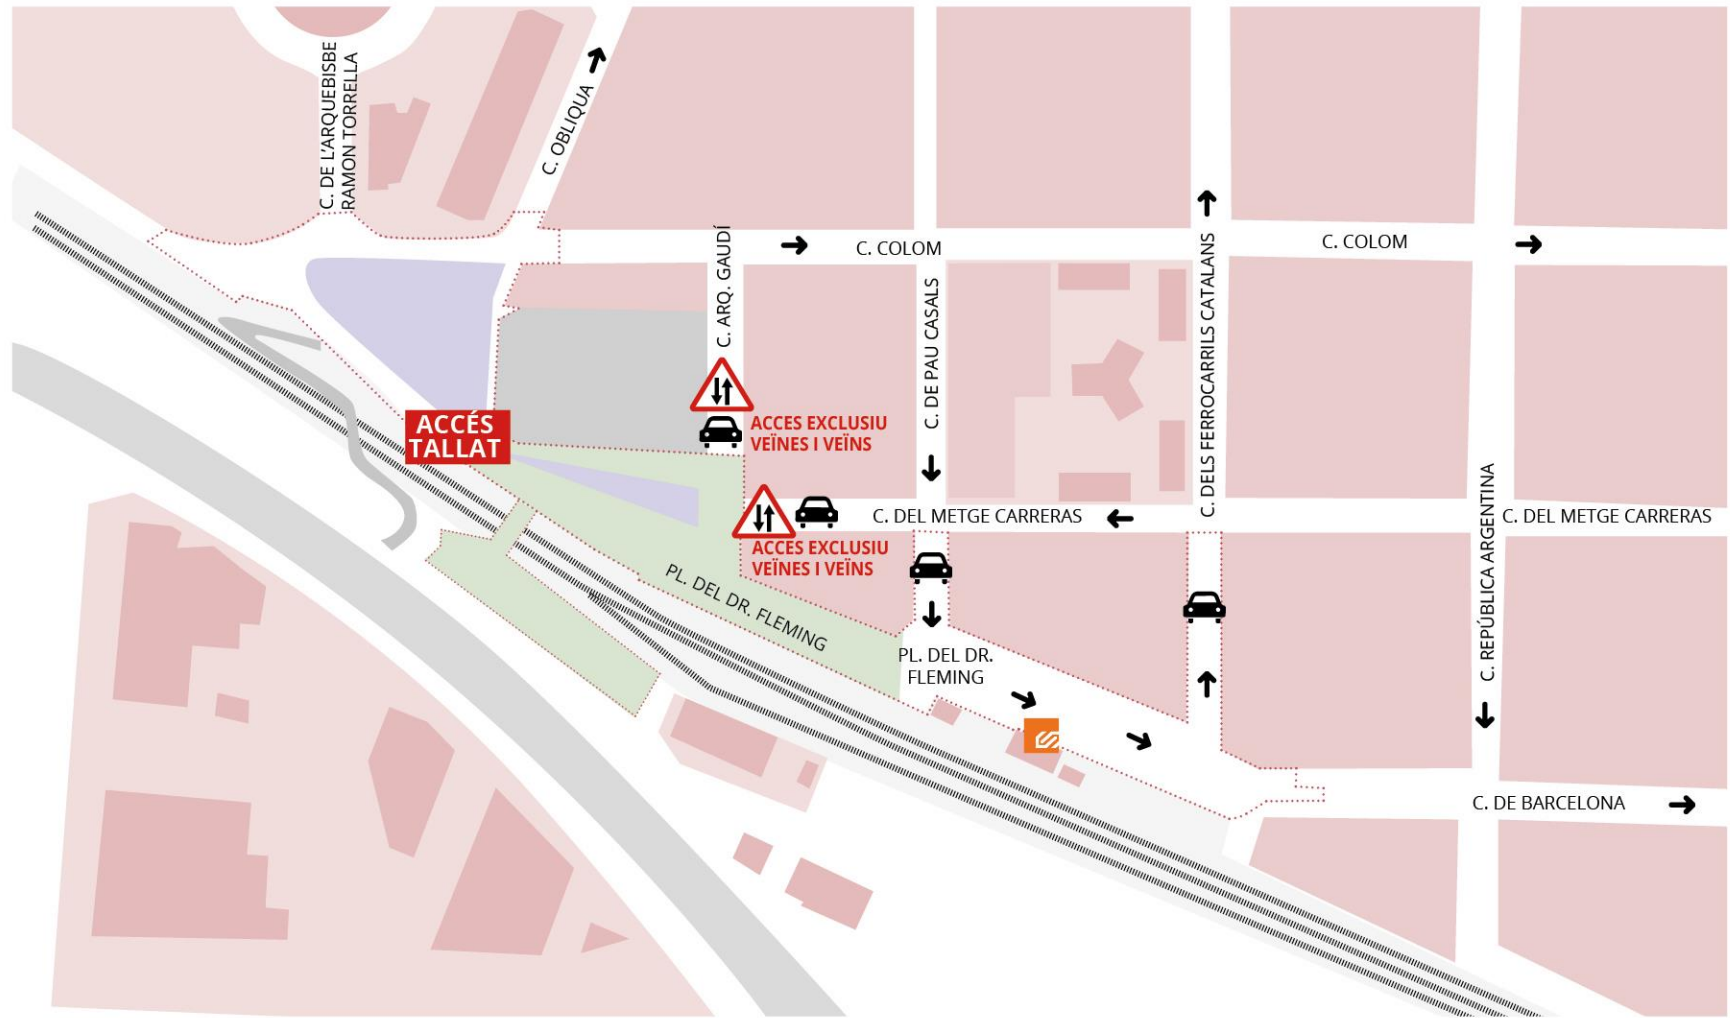 C. DE L'ARQUEBISBE
RAMON TORRELLA
C. OBLIQUA
C. ARQ. GAUDÍ
C. COLOM
C. COLOM
C. DE PAU CASALS
C. DELS FERROCARRILS CATALANS
ACCÉS
TALLAT
ACCES EXCLUSIU
VEÏNES I VEÏNS
C. DEL METGE CARRERAS
C. DEL METGE CARRERAS
ACCES EXCLUSIU
VEÏNES I VEÏNS
C. REPÚBLICA ARGENTINA
PL. DEL DR. FLEMING
PL. DEL DR.
FLEMING
C. DE BARCELONA